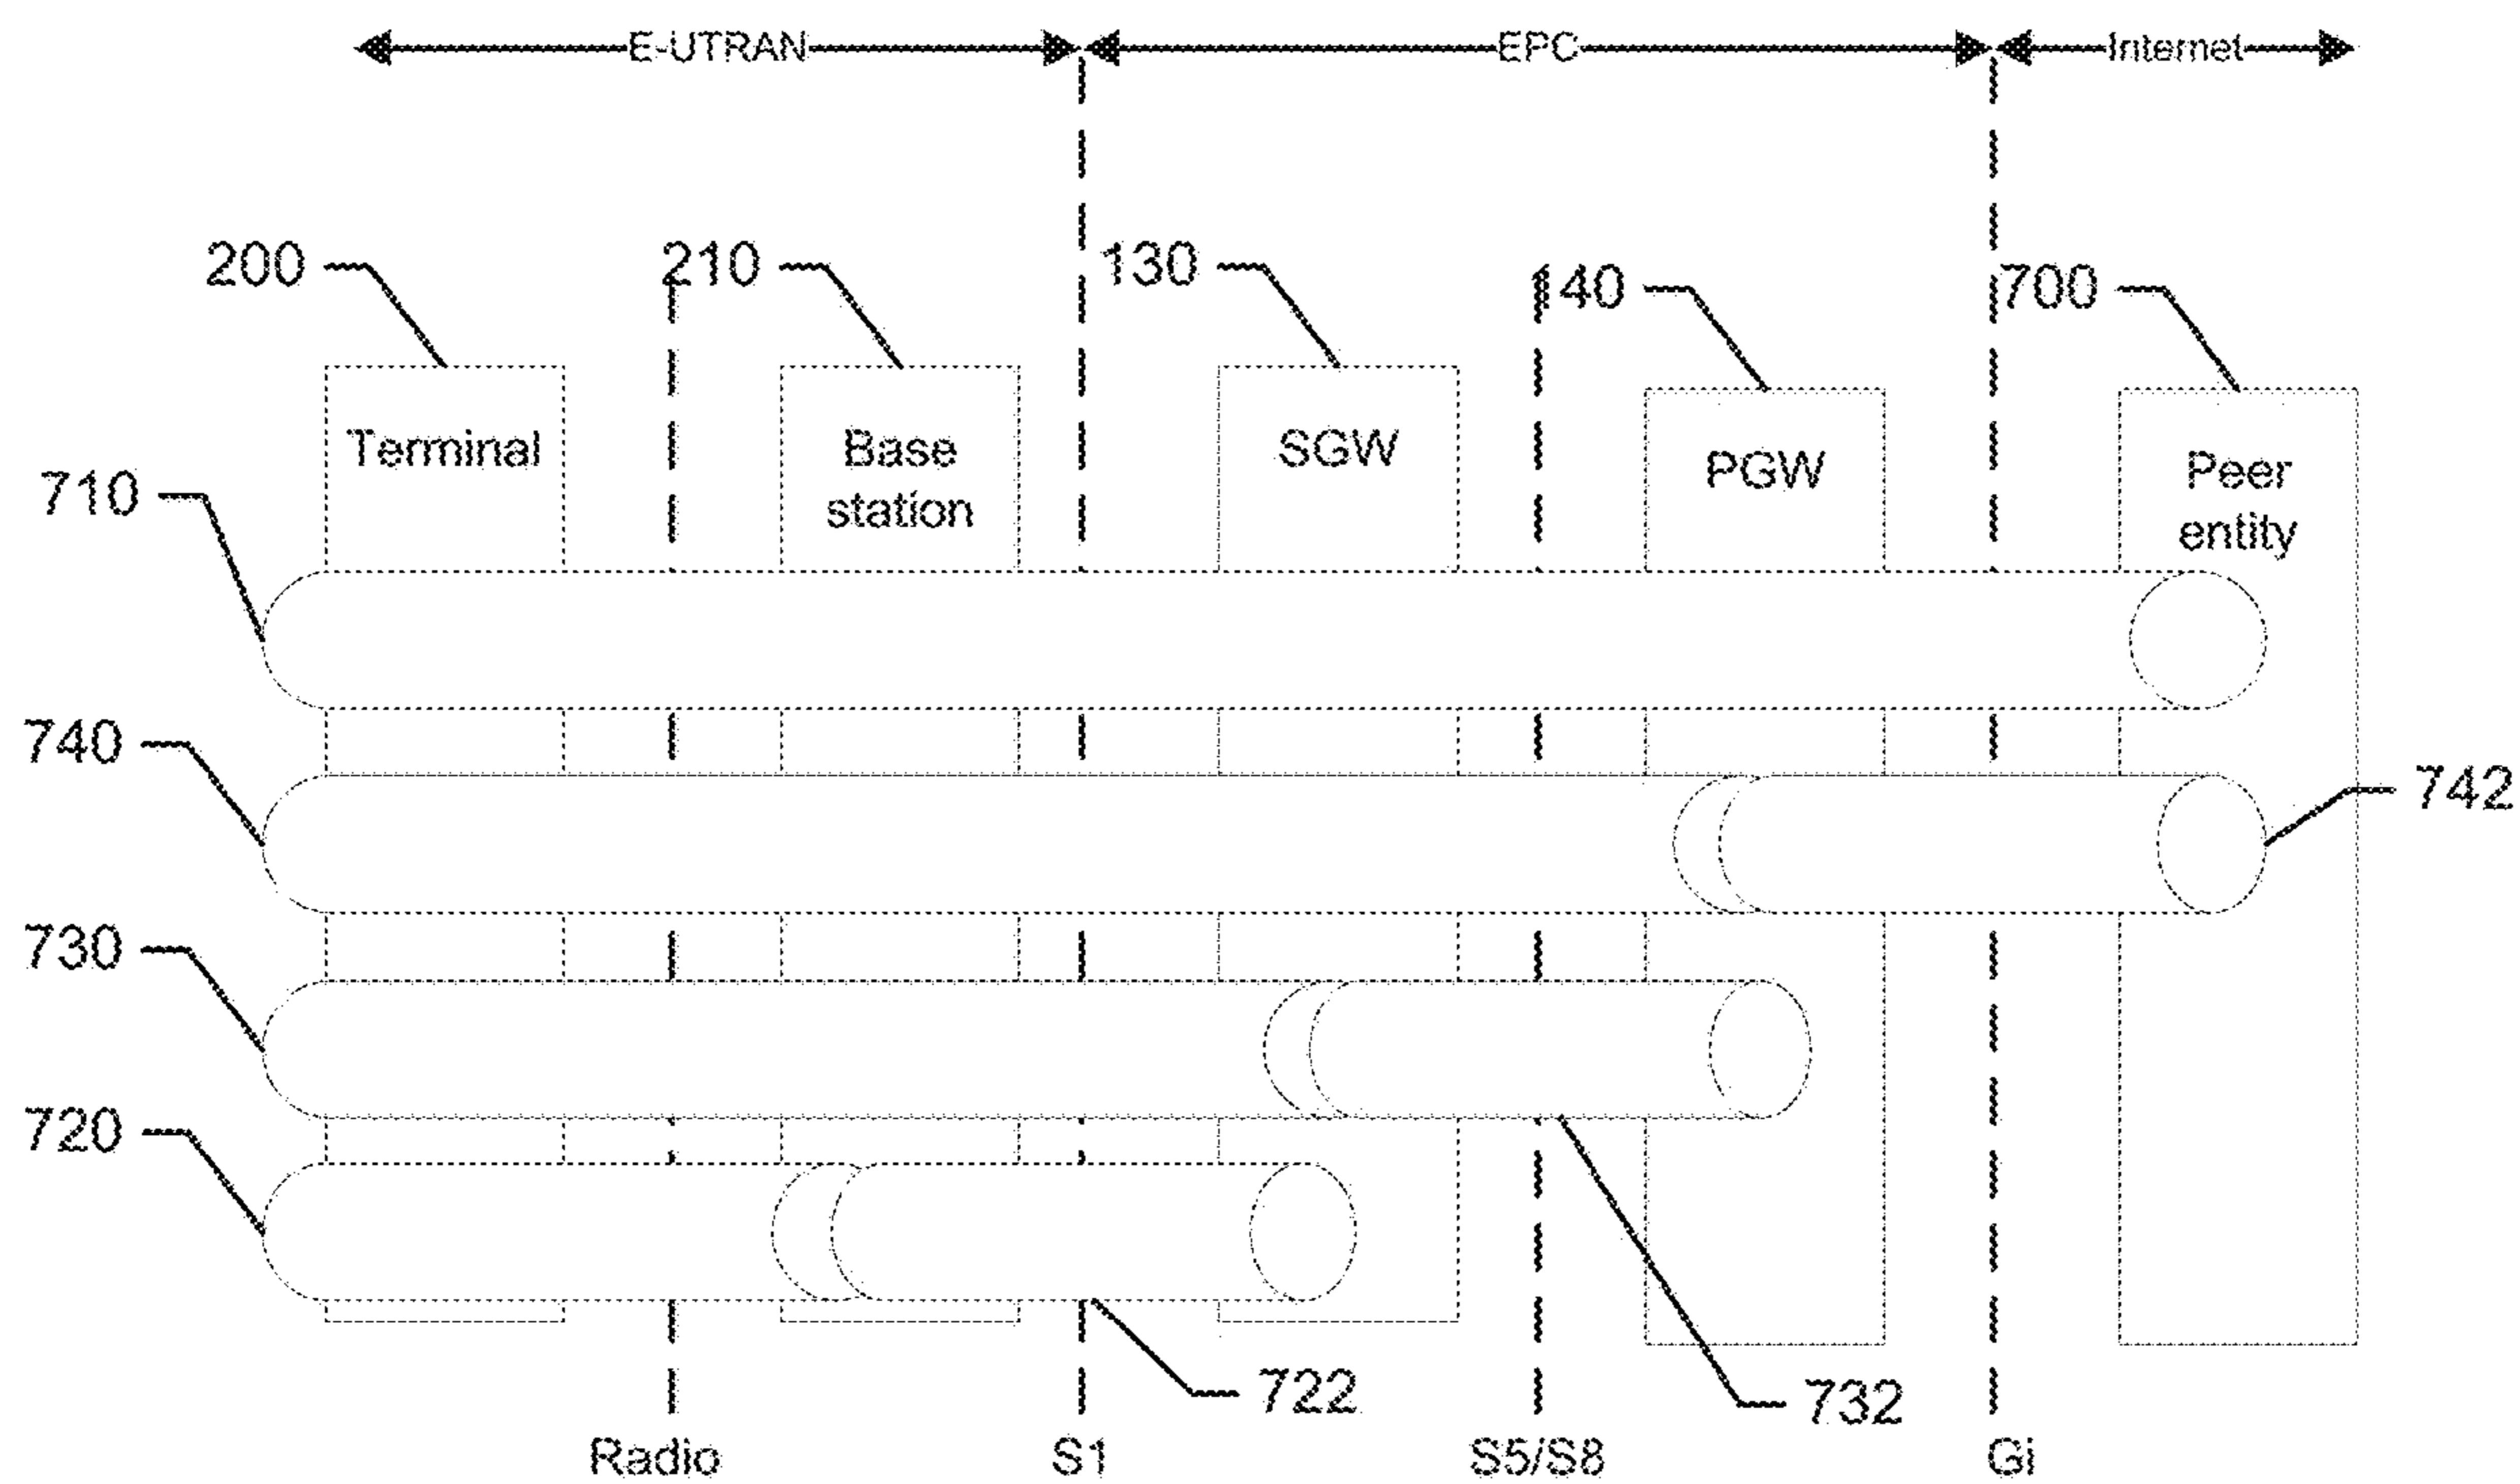 E-UTRAN EPC Internet
200 210 130 140 700
Terminal
Base
station
SGW
PGW
Peer
entity
710
740
742
730
720
722
732
Radio S1 S5/S8 Gi